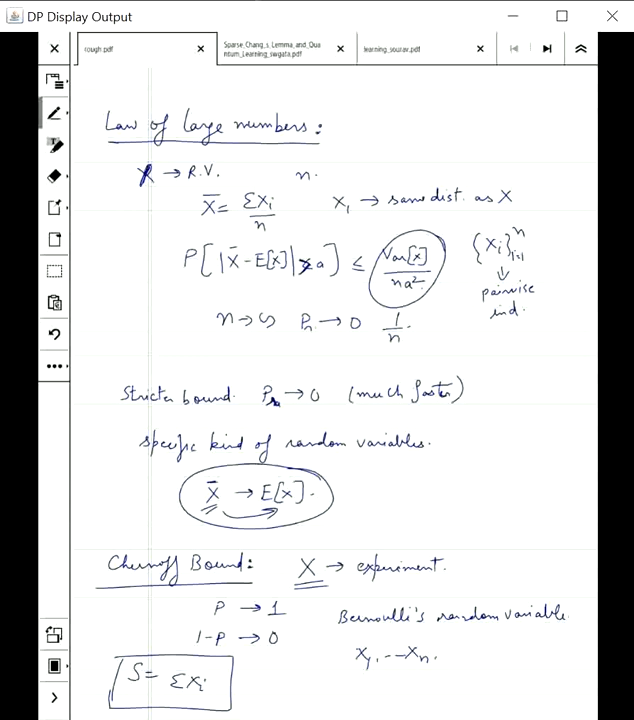 DP Display Output
rough pdf
Sparse_Chang_s_Lemma_and_Qua
ntum_Learning_swgata.pdf
learning_sourav.pdf
Law of large numbers:
X → R.V. n.
X̄ = ΣXi / n X1 → same dist. as X
P[|X̄ - E[X]| ≥ a] ≤ Var[X] / na² {Xi}ⁿi=1
⇓
pairwise
ind.
n → ∞ Pn → 0 1/n.
Stricter bound. Pn → 0 (much faster)
specific kind of random variables.
X̄ → E[X].
Chernoff Bound: X → experiment.
P → 1 Bernoulli's random variable.
1-P → 0
X1, --- Xn.
S = ΣXi